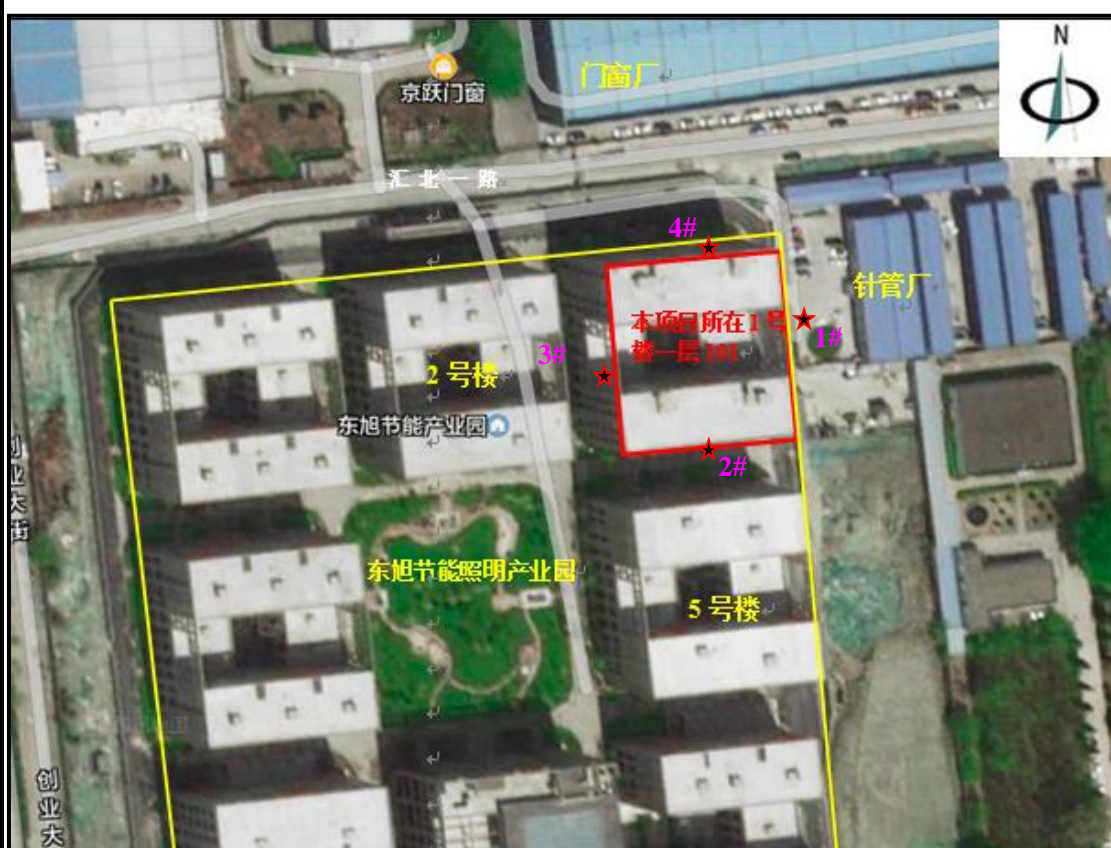 N
门窗厂
京跃门窗
汇北一路
4#
针管厂
本项目所在1号
楼一层101
1#
3#
2号楼
东旭节能产业园
2#
创业大街
东旭节能照明产业园
5号楼
创业大